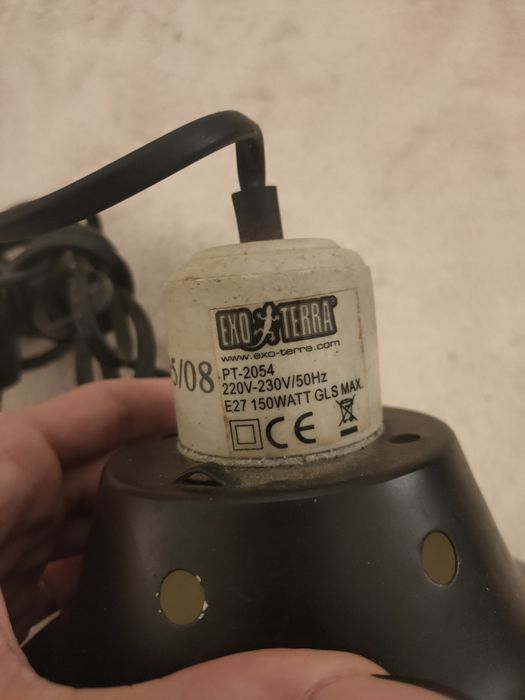 EXO TERRA®
www.exo-terra.com
5/08
PT-2054
220V-230V/50Hz
E27 150WATT GLS MAX.
CE